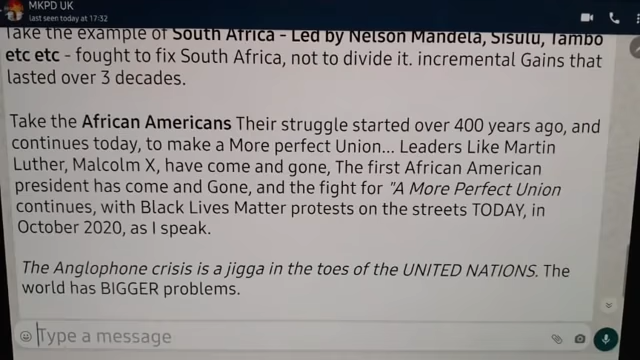 MKPD UK
last seen today at 17:32
Take the example of South Africa - Led by Nelson Mandela, Sisulu, Tambo
etc etc - fought to fix South Africa, not to divide it. incremental Gains that
lasted over 3 decades.
Take the African Americans Their struggle started over 400 years ago, and
continues today, to make a More perfect Union... Leaders Like Martin
Luther, Malcolm X, have come and gone, The first African American
president has come and Gone, and the fight for "A More Perfect Union
continues, with Black Lives Matter protests on the streets TODAY, in
October 2020, as I speak.
The Anglophone crisis is a jigga in the toes of the UNITED NATIONS. The
world has BIGGER problems.
Type a message